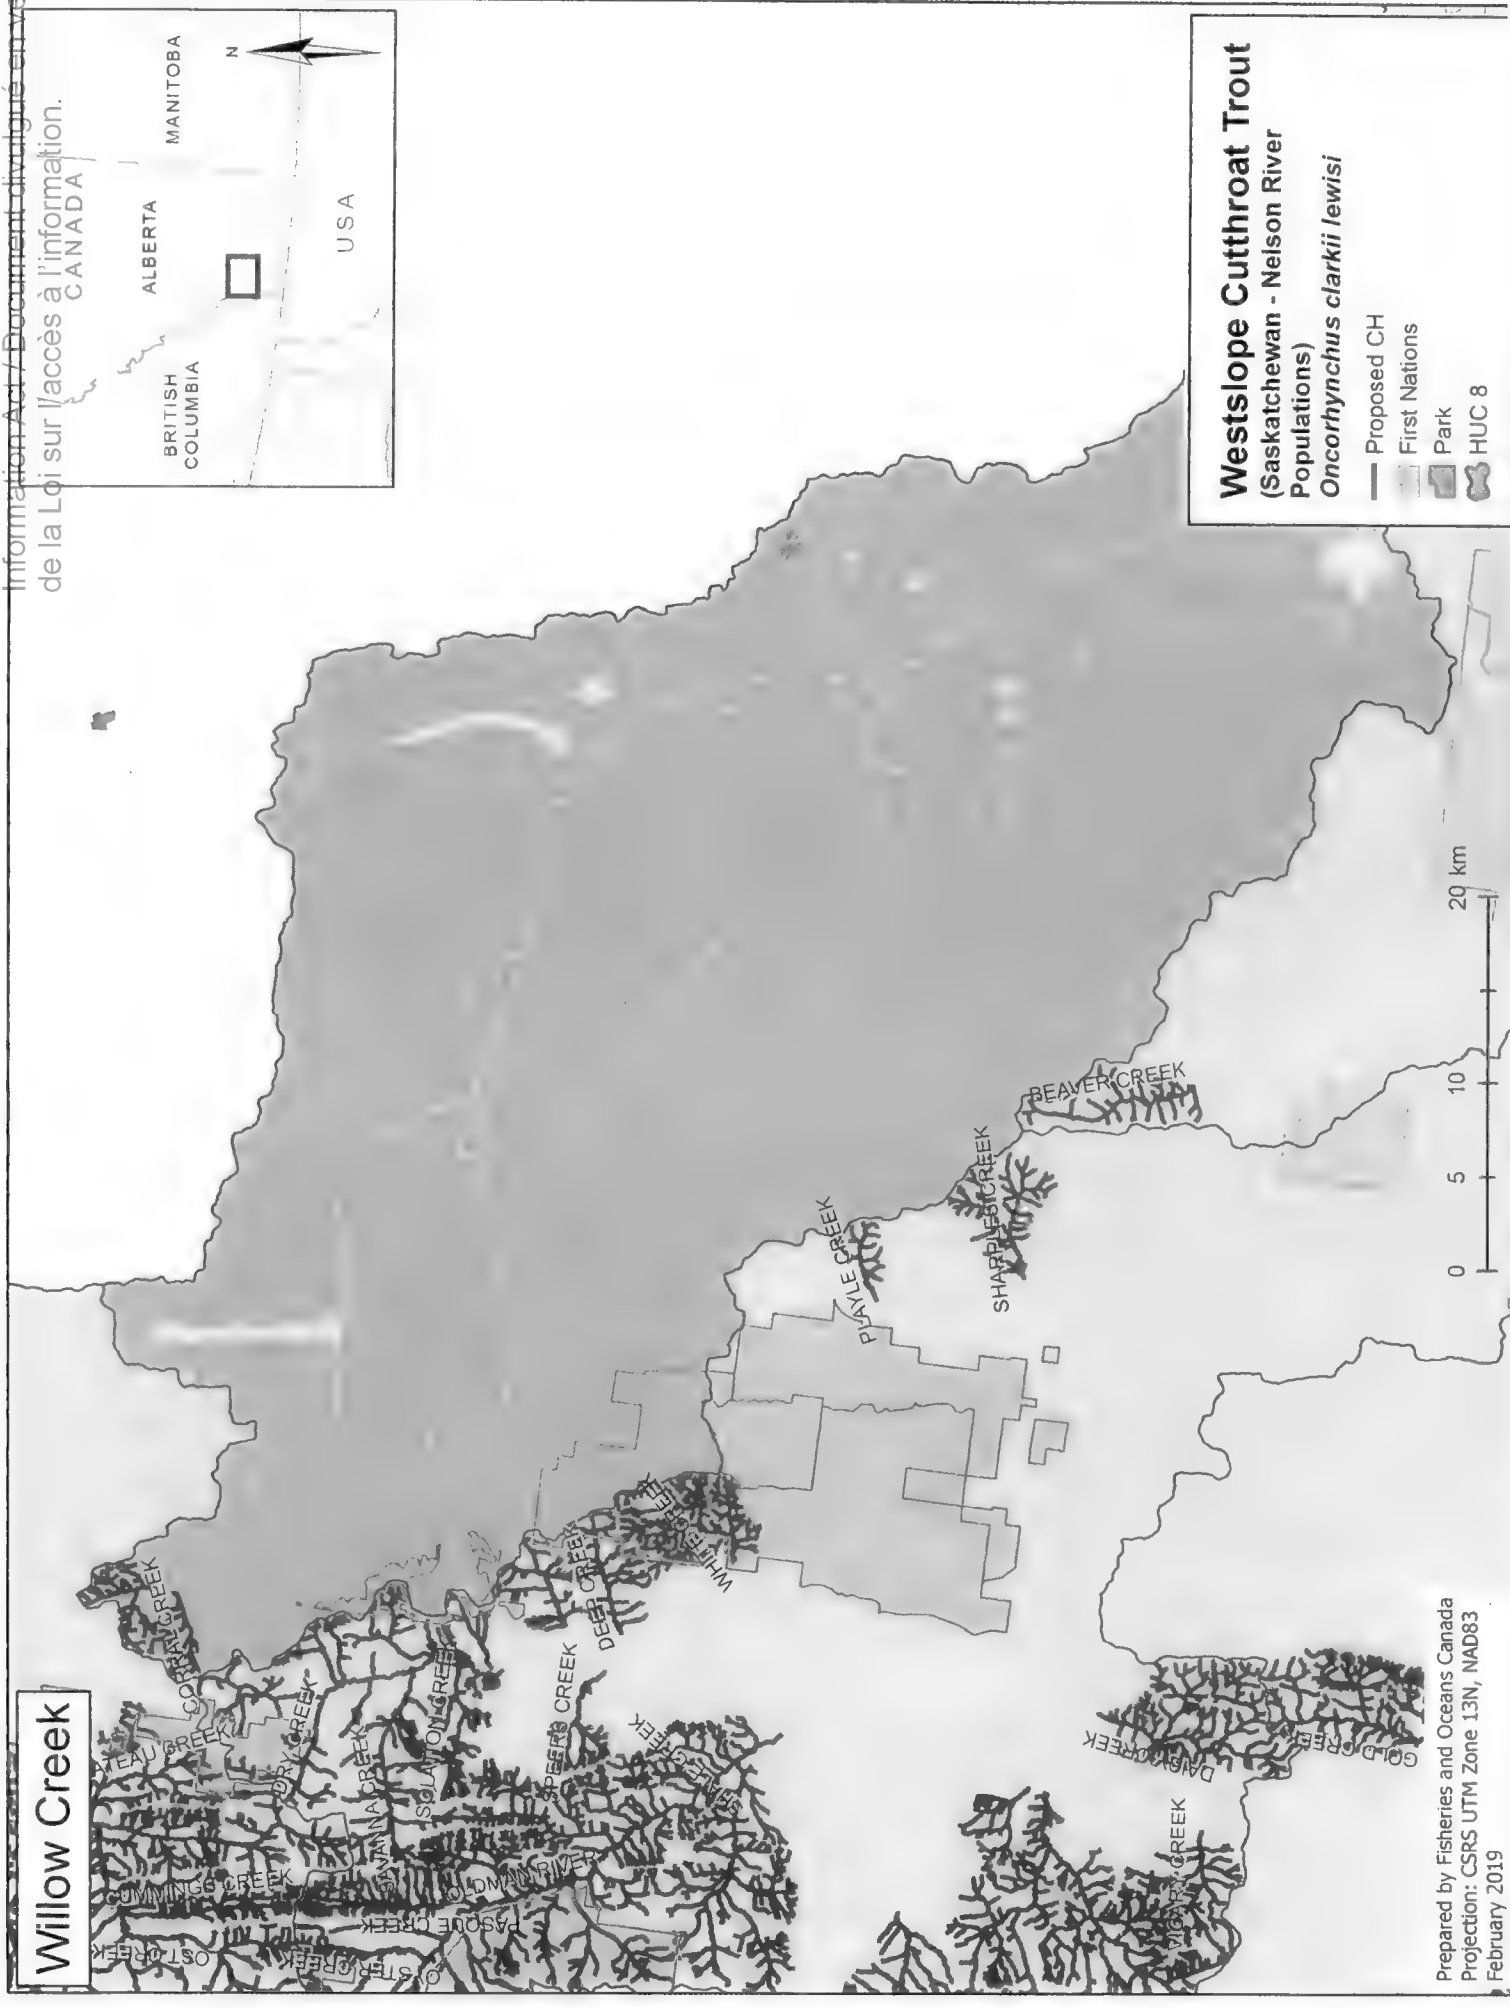 Information Act / Document divulgué en
de la Loi sur l'accès à l'information.
Willow Creek
CANADA
ALBERTA
MANITOBA
BRITISH
COLUMBIA
USA
N
CORRAL CREEK
DRY CREEK
CUMMINGS CREEK
OYSTER CREEK
PASQUE CREEK
ISOLATION CREEK
OLDMAN RIVER
SPEERS CREEK
DEEP CREEK
WHITE CREEK
PLAYLE CREEK
SHARPLES CREEK
BEAVER CREEK
VICARY CREEK
DAISY CREEK
GOLD CREEK
Westslope Cutthroat Trout
(Saskatchewan - Nelson River
Populations)
Oncorhynchus clarkii lewisi
Proposed CH
First Nations
Park
HUC 8
0 5 10 20 km
Prepared by Fisheries and Oceans Canada
Projection: CSRS UTM Zone 13N, NAD83
February 2019